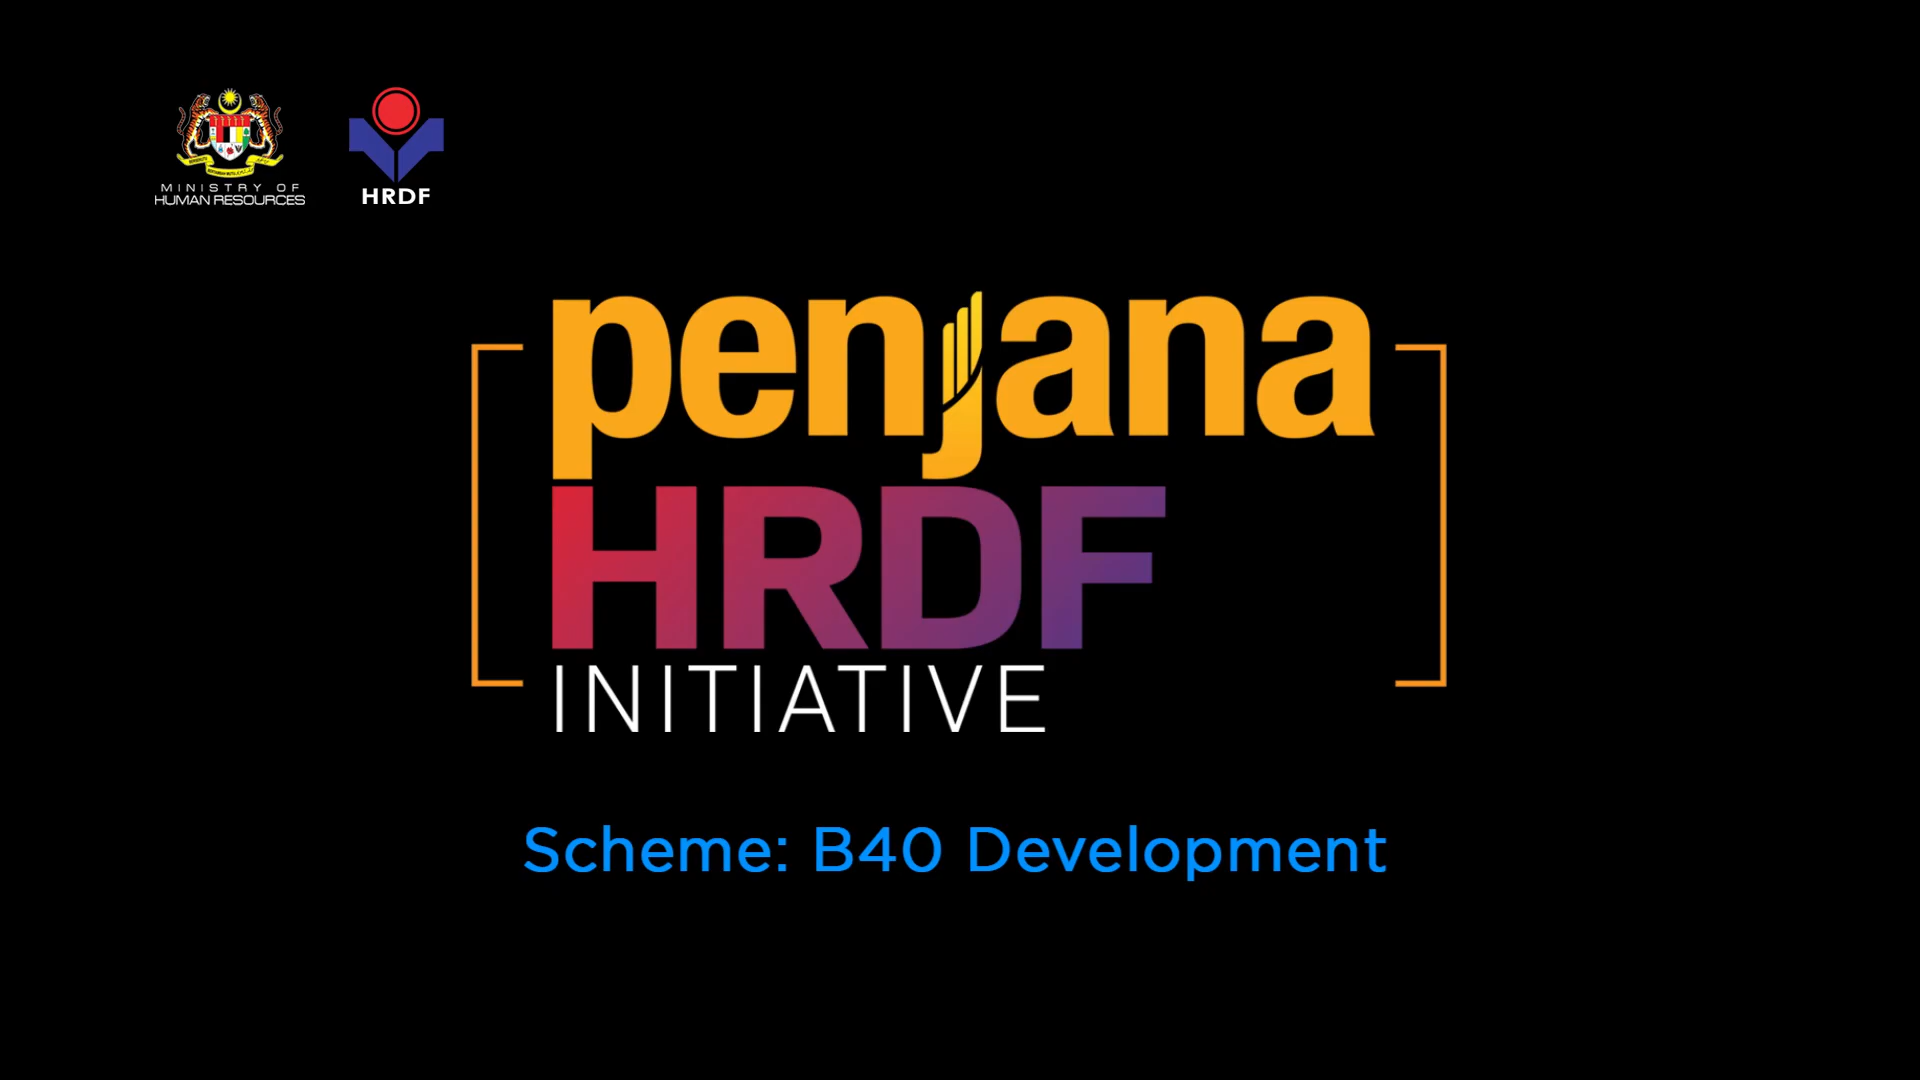 MINISTRY OF
HUMAN RESOURCES
HRDF
penjana
HRDF
INITIATIVE
Scheme: B40 Development